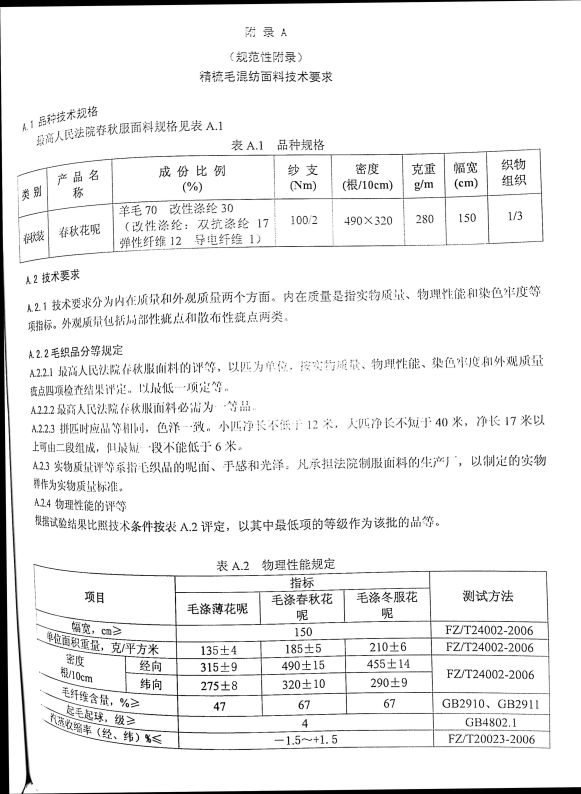 附 录 A
（规范性附录）
精梳毛混纺面料技术要求
A.1 品种技术规格
最高人民法院春秋服面料规格见表 A.1
表 A.1 品种规格
类别 产品名称 成份比例(%) 纱支(Nm) 密度(根/10cm) 克重g/m 幅宽(cm) 织物组织
春秋装 春秋花呢 羊毛 70 改性涤纶 30 100/2 490×320 280 150 1/3
（改性涤纶：双抗涤纶 17
弹性纤维 12 导电纤维 1）
A.2 技术要求
A.2.1 技术要求分为内在质量和外观质量两个方面。内在质量是指实物质量、物理性能和染色牢度等
项指标。外观质量包括局部性疵点和散布性疵点两类。
A.2.2 毛织品分等规定
A.2.2.1 最高人民法院春秋服面料的评等，以匹为单位，按实物质量、物理性能、染色牢度和外观质量
疵点四项检查结果评定。以最低一项定等。
A.2.2.2 最高人民法院春秋服面料必需为一等品。
A.2.2.3 拼匹时应品等相同，色泽一致。小匹净长不低于 12 米，大匹净长不短于 40 米，净长 17 米以
上可由二段组成，但最短一段不能低于 6 米。
A.2.3 实物质量评等系指毛织品的呢面、手感和光泽。凡承担法院制服面料的生产厂，以制定的实物
样作为实物质量标准。
A.2.4 物理性能的评等
根据试验结果比照技术条件按表 A.2 评定，以其中最低项的等级作为该批的品等。
表 A.2 物理性能规定
项目 指标 测试方法
毛涤薄花呢 毛涤春秋花呢 毛涤冬服花呢
幅宽，cm≥ 150 FZ/T24002-2006
单位面积重量，克/平方米 135±4 185±5 210±6 FZ/T24002-2006
密度 根/10cm 经向 315±9 490±15 455±14 FZ/T24002-2006
纬向 275±8 320±10 290±9
毛纤维含量，%≥ 47 67 67 GB2910、GB2911
起毛起球，级≥ 4 GB4802.1
汽蒸收缩率（经、纬）%≤ －1.5～+1.5 FZ/T20023-2006